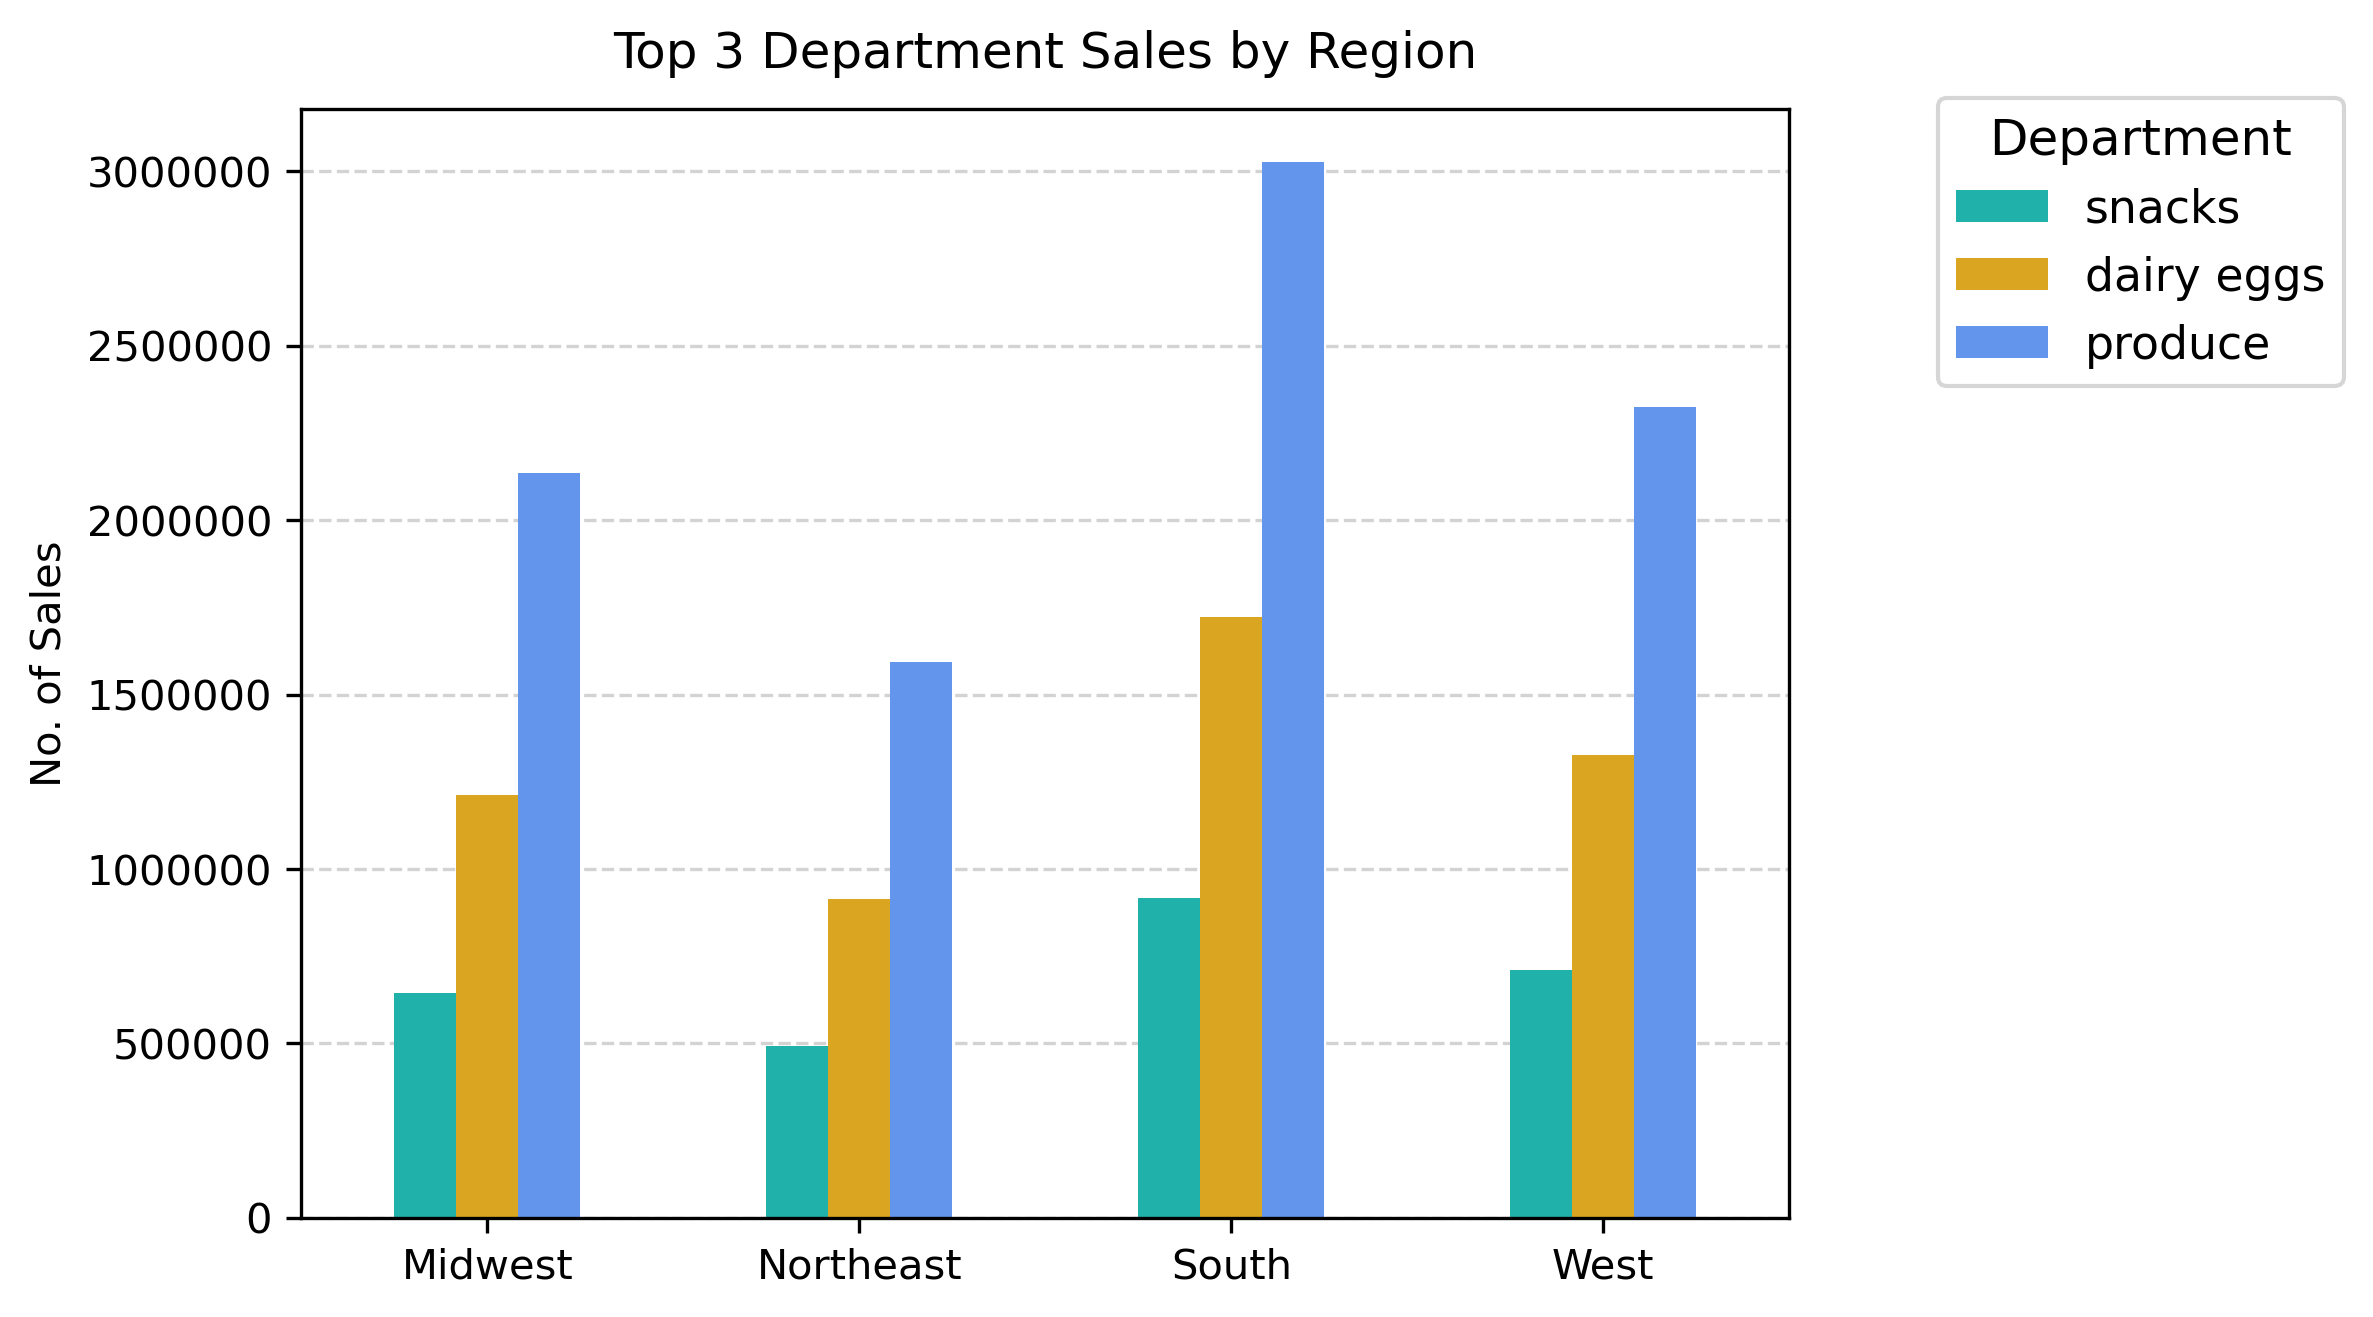 Top 3 Department Sales by Region
No. of Sales
3000000
2500000
2000000
1500000
1000000
500000
0
Midwest
Northeast
South
West
Department
snacks
dairy eggs
produce